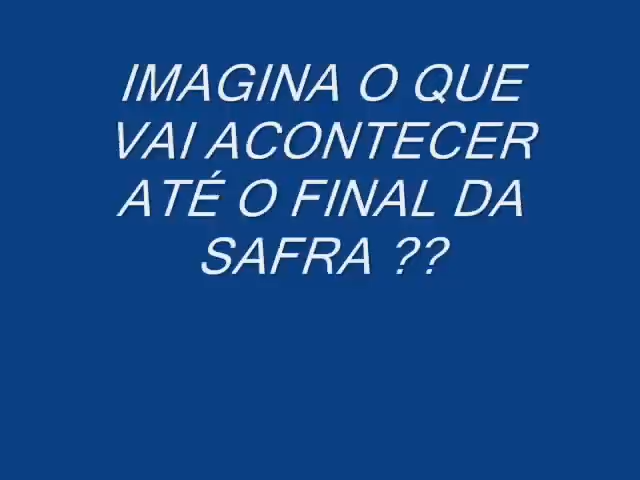 IMAGINA O QUE
VAI ACONTECER
ATÉ O FINAL DA
SAFRA ??